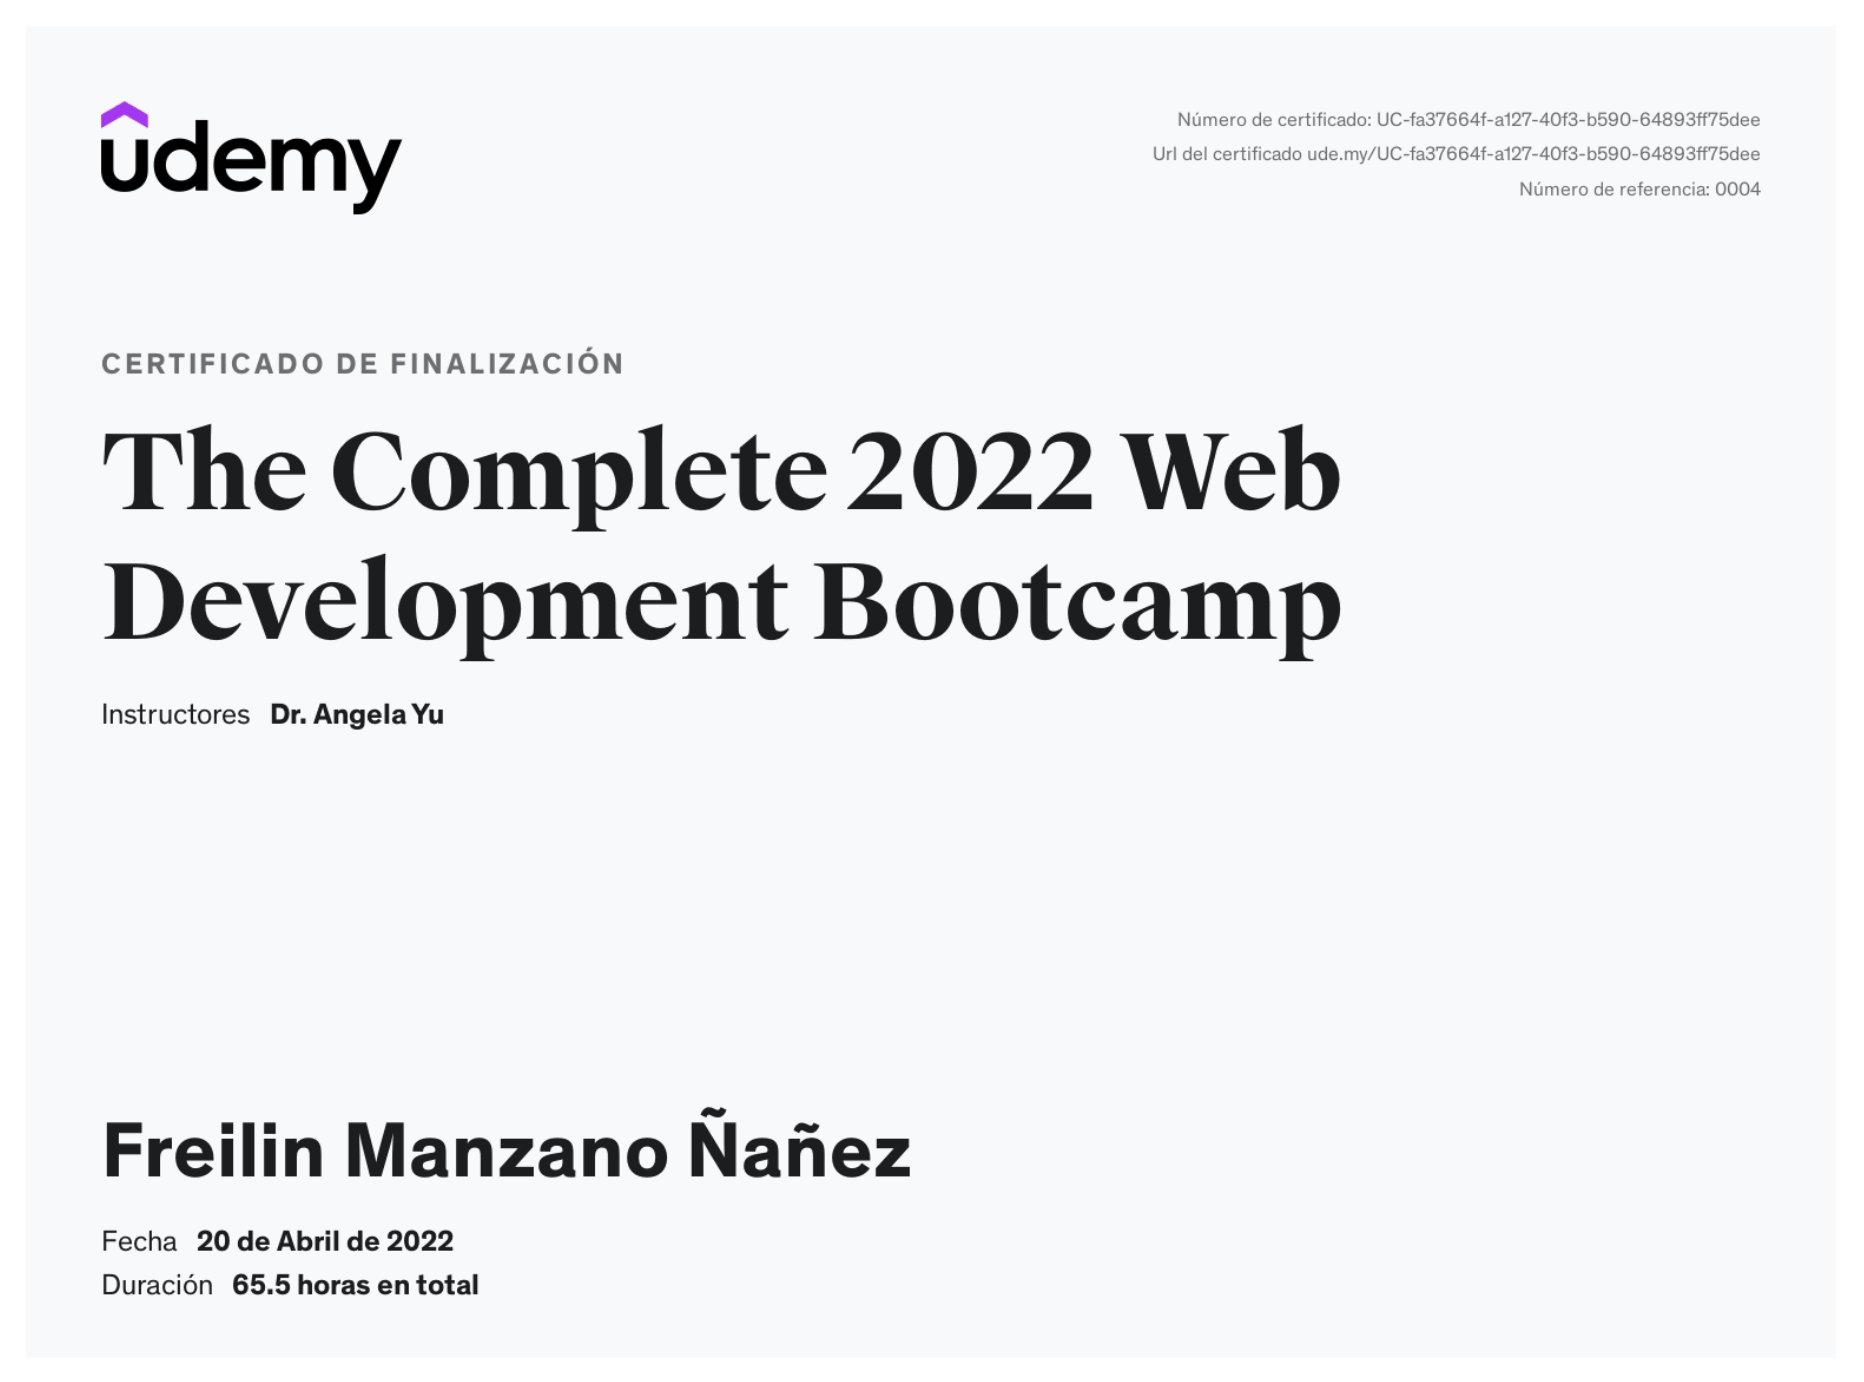 udemy
Número de certificado: UC-fa37664f-a127-40f3-b590-64893ff75dee
Url del certificado ude.my/UC-fa37664f-a127-40f3-b590-64893ff75dee
Número de referencia: 0004
CERTIFICADO DE FINALIZACIÓN
The Complete 2022 Web
Development Bootcamp
Instructores Dr. Angela Yu
Freilin Manzano Ñañez
Fecha 20 de Abril de 2022
Duración 65.5 horas en total